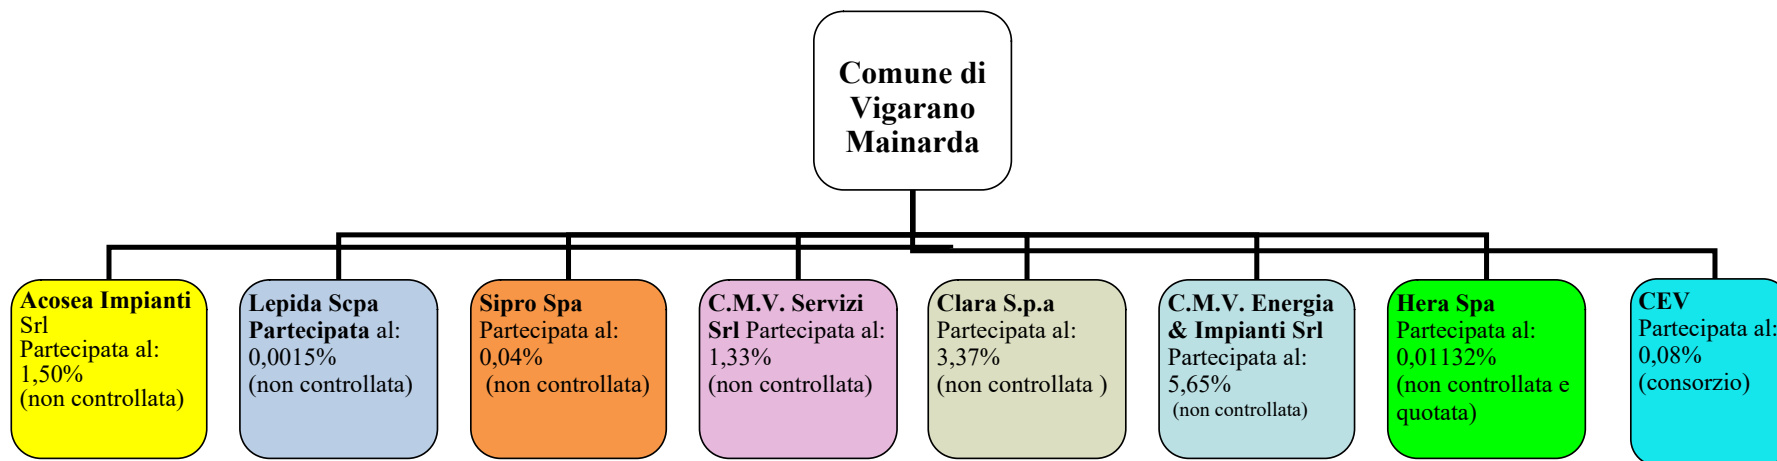 Comune di
Vigarano
Mainarda
Acosea Impianti
Srl
Partecipata al:
1,50%
(non controllata)
Lepida Scpa
Partecipata al:
0,0015%
(non controllata)
Sipro Spa
Partecipata al:
0,04%
(non controllata)
C.M.V. Servizi
Srl Partecipata al:
1,33%
(non controllata)
Clara S.p.a
Partecipata al:
3,37%
(non controllata )
C.M.V. Energia
& Impianti Srl
Partecipata al:
5,65%
(non controllata)
Hera Spa
Partecipata al:
0,01132%
(non controllata e
quotata)
CEV
Partecipata al:
0,08%
(consorzio)